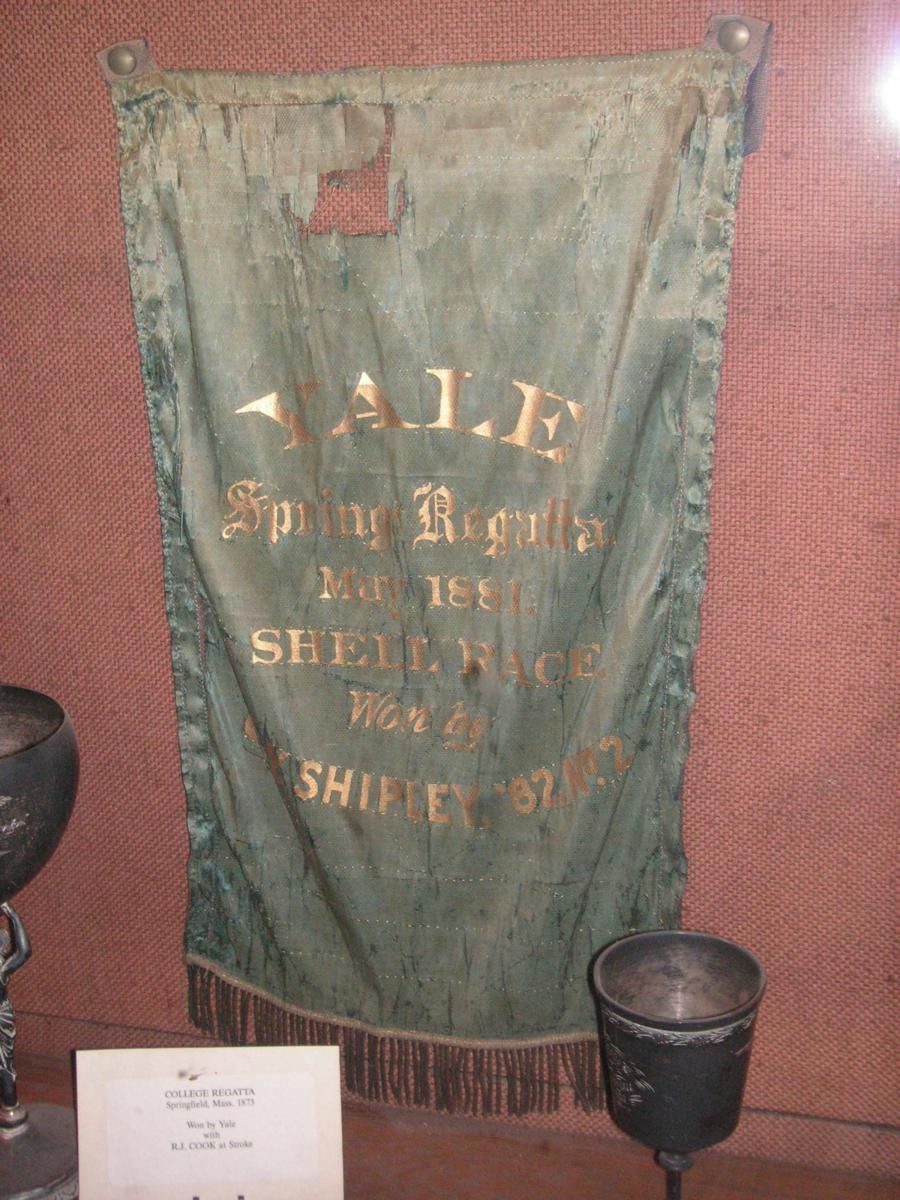 YALE
Spring Regatta.
May 1881.
SHELL RACE.
Won by
SHIPLEY, '82, No. 2
COLLEGE REGATTA
Springfield, Mass. 1873
Won by Yale
with
R.J. COOK at Stroke